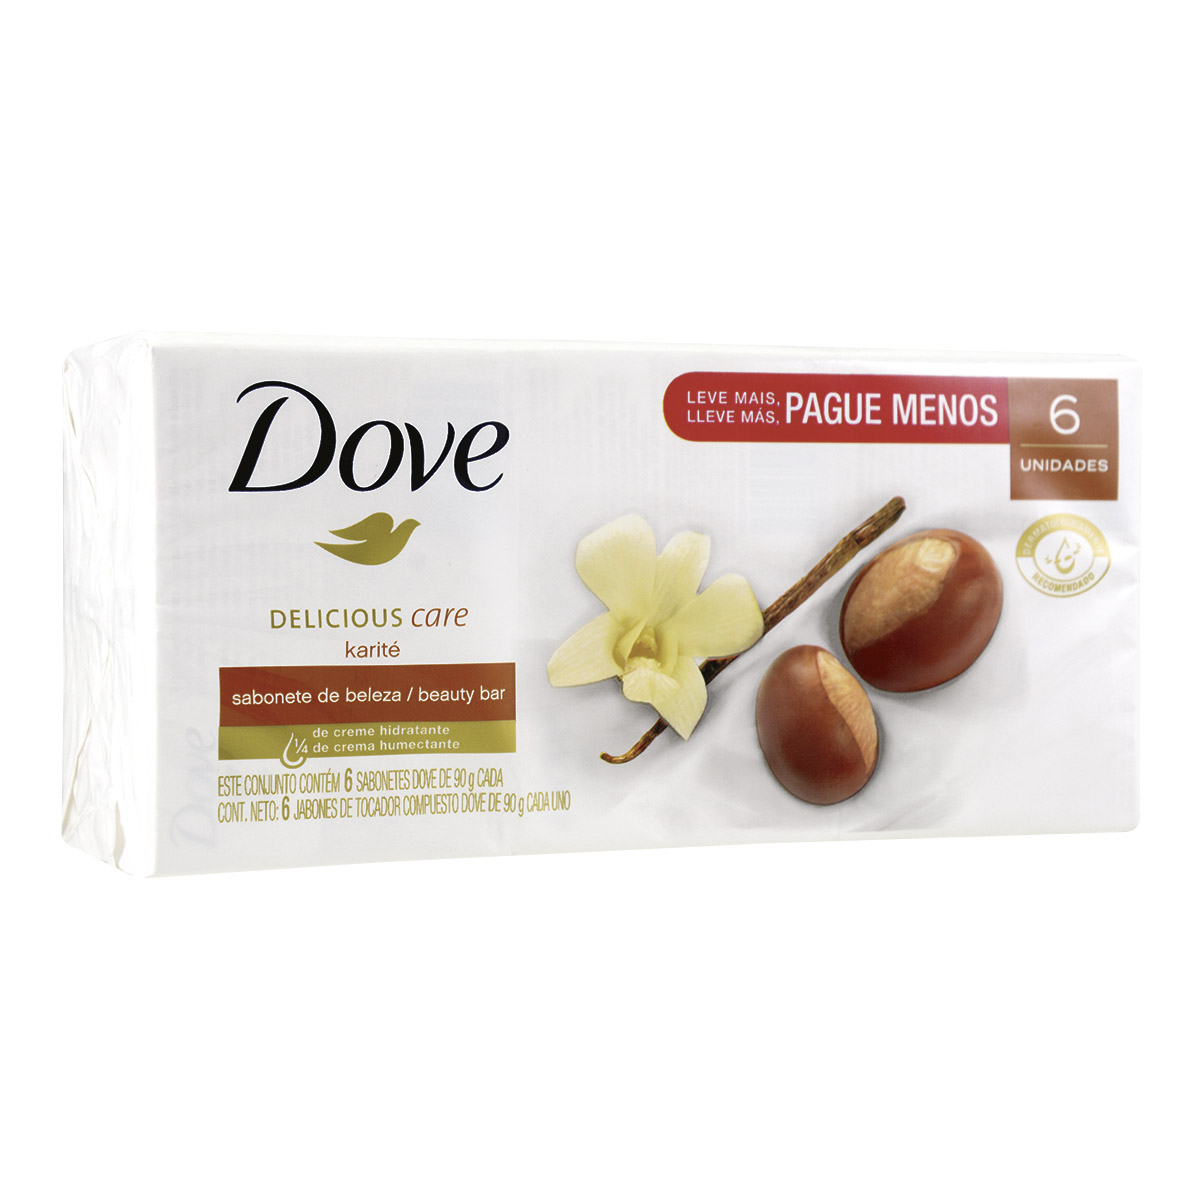 Dove
DELICIOUS care
karité
sabonete de beleza / beauty bar
1/4 de creme hidratante
de crema humectante
ESTE CONJUNTO CONTÉM 6 SABONETES DOVE DE 90 g CADA
CONT. NETO: 6 JABONES DE TOCADOR COMPUESTO DOVE DE 90 g CADA UNO
LEVE MAIS,
LLEVE MÁS, PAGUE MENOS
6
UNIDADES
DERMATOLOGICAMENTE
RECOMENDADO
Dove